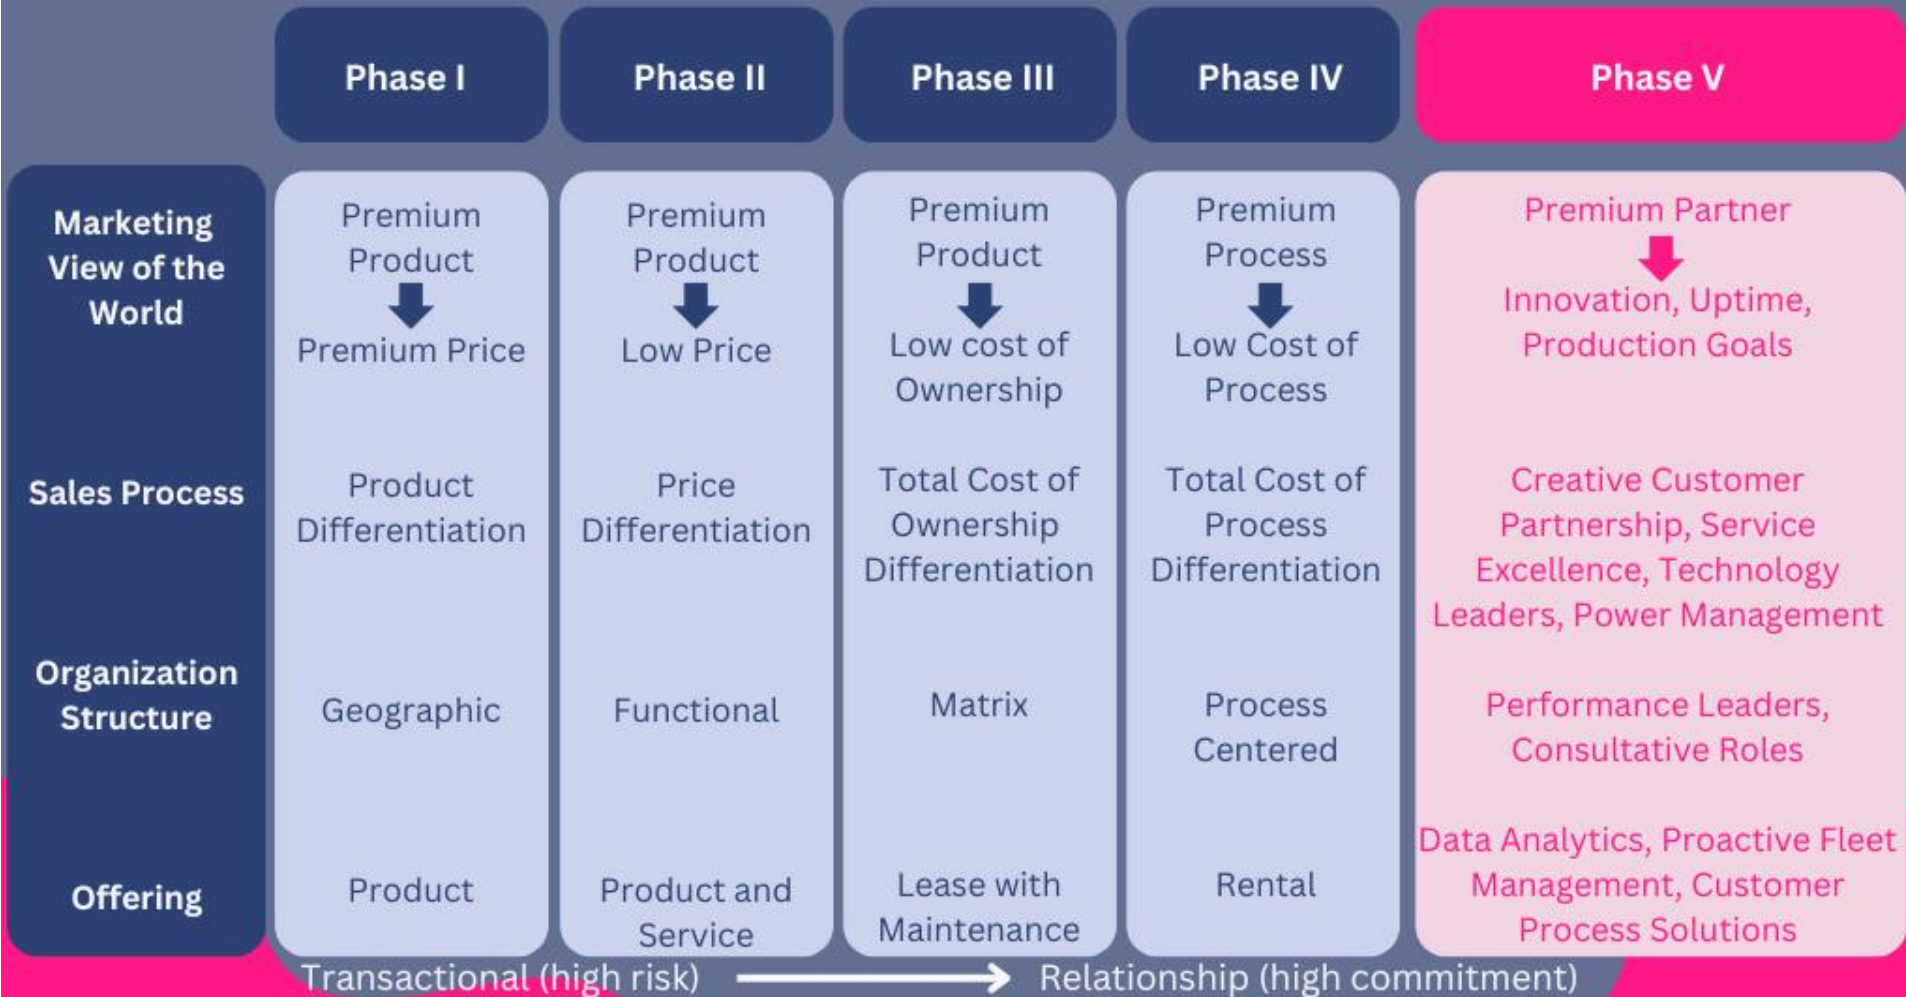 Phase I
Phase II
Phase III
Phase IV
Phase V
Marketing
View of the
World
Premium
Product
Premium Price
Premium
Product
Low Price
Premium
Product
Low cost of
Ownership
Premium
Process
Low Cost of
Process
Premium Partner
Innovation, Uptime,
Production Goals
Sales Process
Product
Differentiation
Price
Differentiation
Total Cost of
Ownership
Differentiation
Total Cost of
Process
Differentiation
Creative Customer
Partnership, Service
Excellence, Technology
Leaders, Power Management
Organization
Structure
Geographic
Functional
Matrix
Process
Centered
Performance Leaders,
Consultative Roles
Offering
Product
Product and
Service
Lease with
Maintenance
Rental
Data Analytics, Proactive Fleet
Management, Customer
Process Solutions
Transactional (high risk)
Relationship (high commitment)